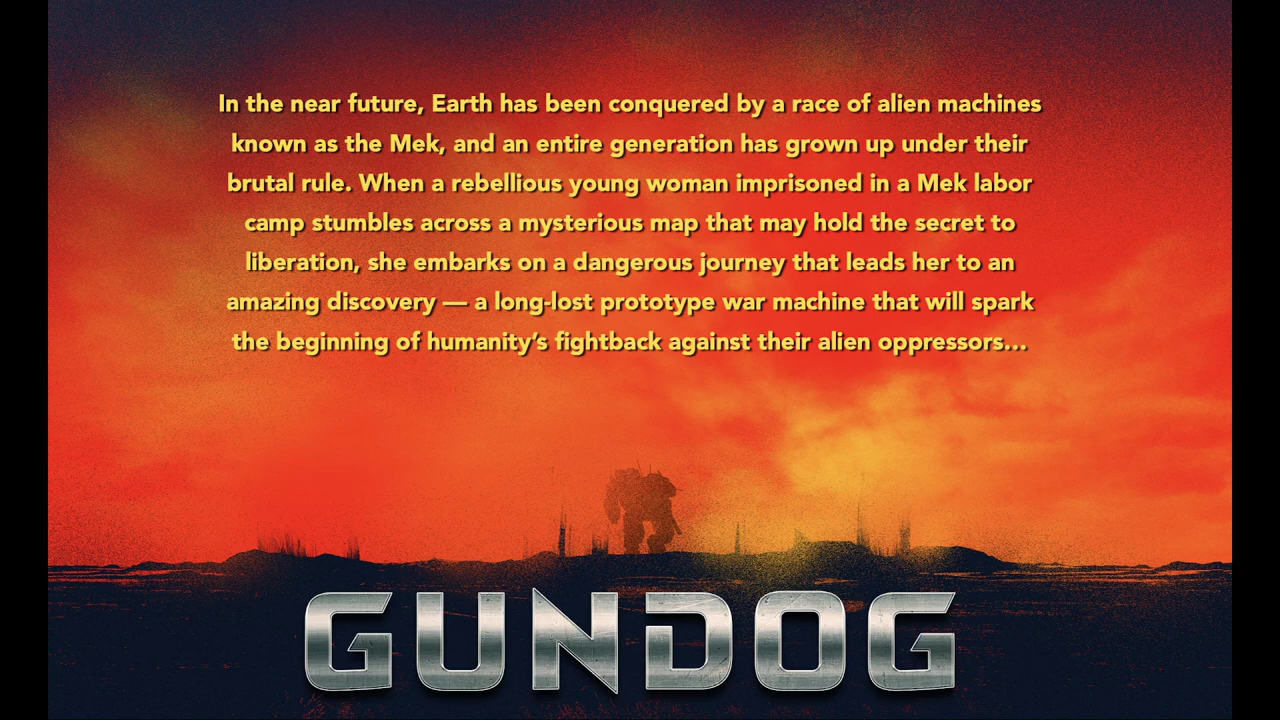 In the near future, Earth has been conquered by a race of alien machines
known as the Mek, and an entire generation has grown up under their
brutal rule. When a rebellious young woman imprisoned in a Mek labor
camp stumbles across a mysterious map that may hold the secret to
liberation, she embarks on a dangerous journey that leads her to an
amazing discovery — a long-lost prototype war machine that will spark
the beginning of humanity’s fightback against their alien oppressors...
GUNDOG